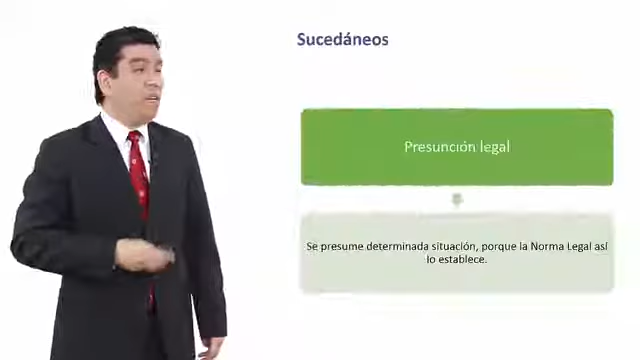 Sucedáneos
Presunción legal
Se presume determinada situación, porque la Norma Legal así
lo establece.